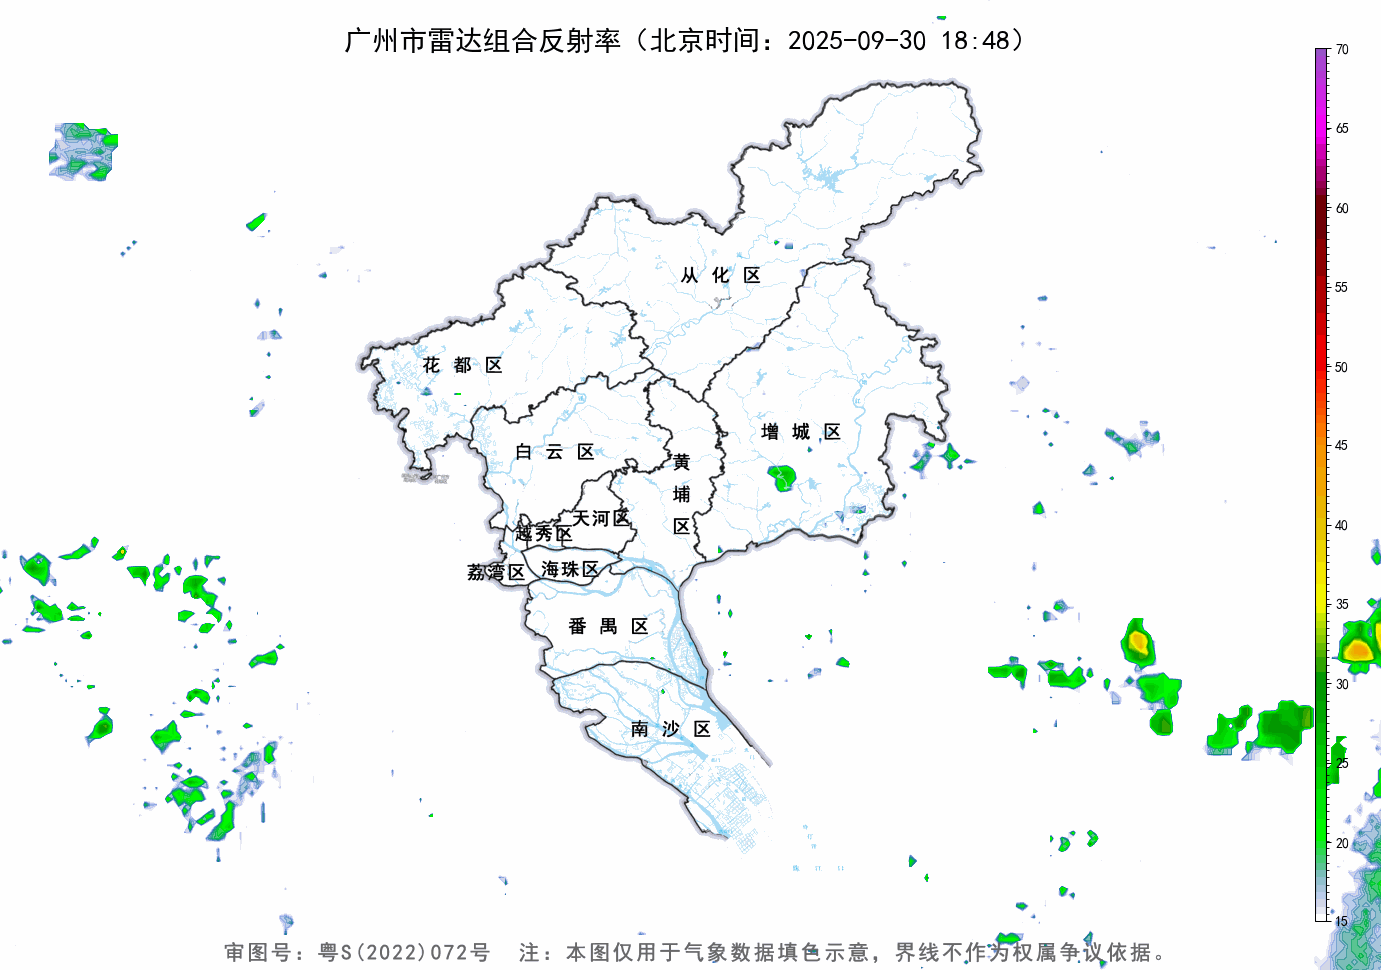 广州市雷达组合反射率（北京时间：2025-09-30 18:48）
70
65
60
55
50
45
40
35
30
25
20
15
从化区
花都区
增城区
白云区
黄埔区
天河区
越秀区
荔湾区
海珠区
番禺区
南沙区
审图号：粤S(2022)072号 注：本图仅用于气象数据填色示意，界线不作为权属争议依据。